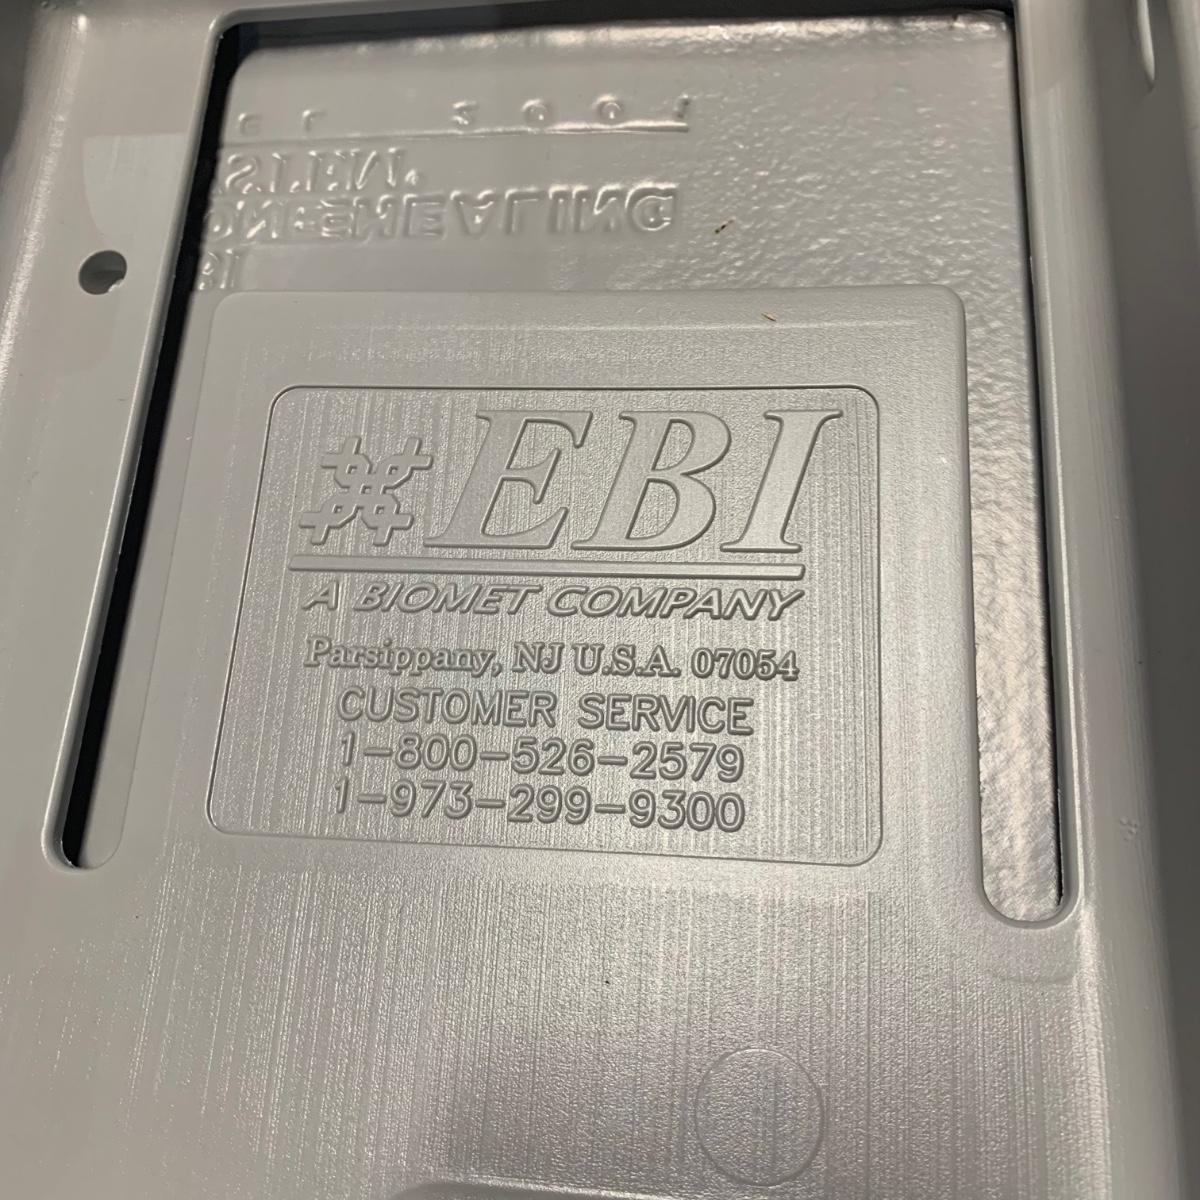 EBI
A BIOMET COMPANY
Parsippany, NJ U.S.A. 07054
CUSTOMER SERVICE
1-800-526-2579
1-973-299-9300